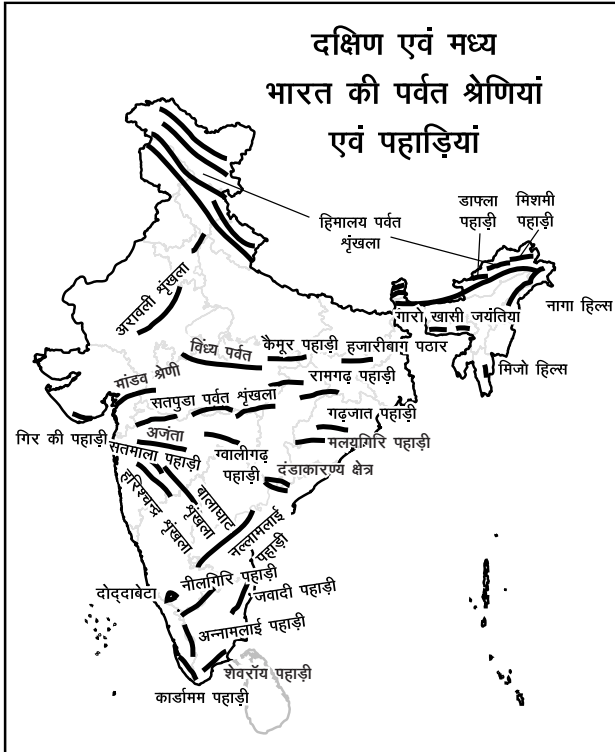 दक्षिण एवं मध्य
भारत की पर्वत श्रेणियां
एवं पहाड़ियां
डाफ्ला
पहाड़ी
मिशमी
पहाड़ी
हिमालय पर्वत
श्रृंखला
अरावली श्रृंखला
गारो खासी जयंतिया
नागा हिल्स
विंध्य पर्वत
कैमूर पहाड़ी
हजारीबाग पठार
मिजो हिल्स
मांडव श्रेणी
रामगढ़ पहाड़ी
सतपुडा पर्वत श्रृंखला
गढ़जात पहाड़ी
गिर की पहाड़ी
अजंता
सतमाला पहाड़ी
मलयगिरि पहाड़ी
ग्वालीगढ़
पहाड़ी
दंडाकारण्य क्षेत्र
हरिश्चन्द्र
श्रृंखला
बालाघाट
श्रृंखला
नल्लामलाई
पहाड़ी
नीलगिरि पहाड़ी
दोद्दाबेटा
जवादी पहाड़ी
अन्नामलाई पहाड़ी
शेवरॉय पहाड़ी
कार्डामम पहाड़ी